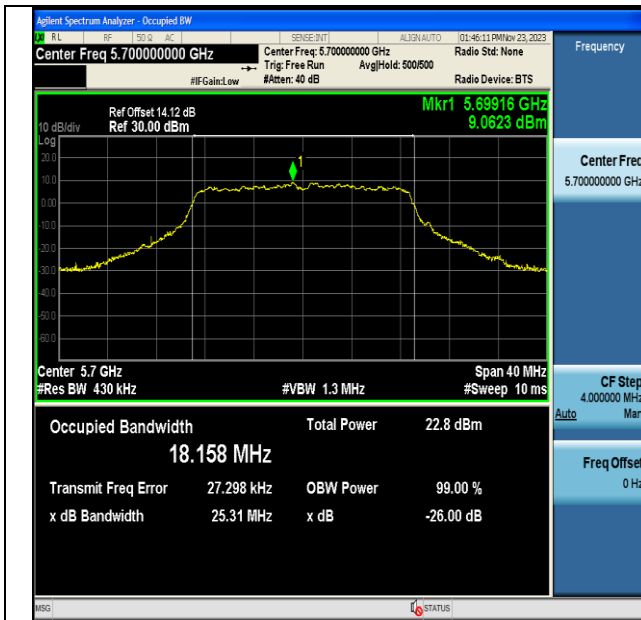 Agilent Spectrum Analyzer - Occupied BW
RL RF 50 Ω AC SENSE:INT ALIGN AUTO 01:46:11 PM Nov 23, 2023
Center Freq 5.700000000 GHz
Center Freq: 5.700000000 GHz
Radio Std: None
Trig: Free Run Avg|Hold: 500/500
#IFGain:Low #Atten: 40 dB Radio Device: BTS
Ref Offset 14.12 dB
Mkr1 5.69916 GHz
10 dB/div Ref 30.00 dBm 9.0623 dBm
Log
20.0
1
10.0
0.00
-10.0
-20.0
-30.0
-40.0
-50.0
-60.0
Center 5.7 GHz Span 40 MHz
#Res BW 430 kHz #VBW 1.3 MHz #Sweep 10 ms
Occupied Bandwidth Total Power 22.8 dBm
18.158 MHz
Transmit Freq Error 27.298 kHz OBW Power 99.00 %
x dB Bandwidth 25.31 MHz x dB -26.00 dB
MSG STATUS
Frequency
Center Freq
5.700000000 GHz
CF Step
4.000000 MHz
Auto Man
Freq Offset
0 Hz